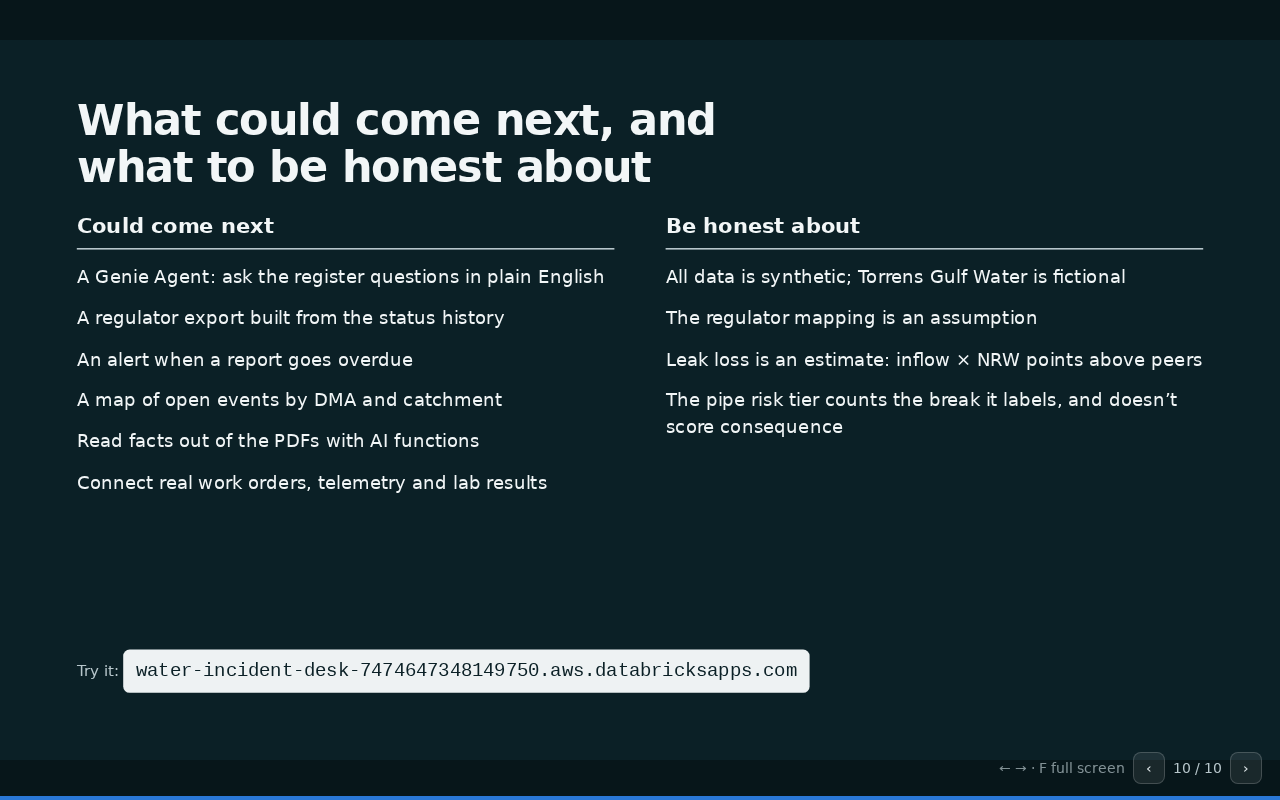 What could come next, and
what to be honest about
Could come next
A Genie Agent: ask the register questions in plain English
A regulator export built from the status history
An alert when a report goes overdue
A map of open events by DMA and catchment
Read facts out of the PDFs with AI functions
Connect real work orders, telemetry and lab results
Be honest about
All data is synthetic; Torrens Gulf Water is fictional
The regulator mapping is an assumption
Leak loss is an estimate: inflow × NRW points above peers
The pipe risk tier counts the break it labels, and doesn’t
score consequence
Try it: water-incident-desk-7474647348149750.aws.databricksapps.com
← → · F full screen ‹ 10 / 10 ›